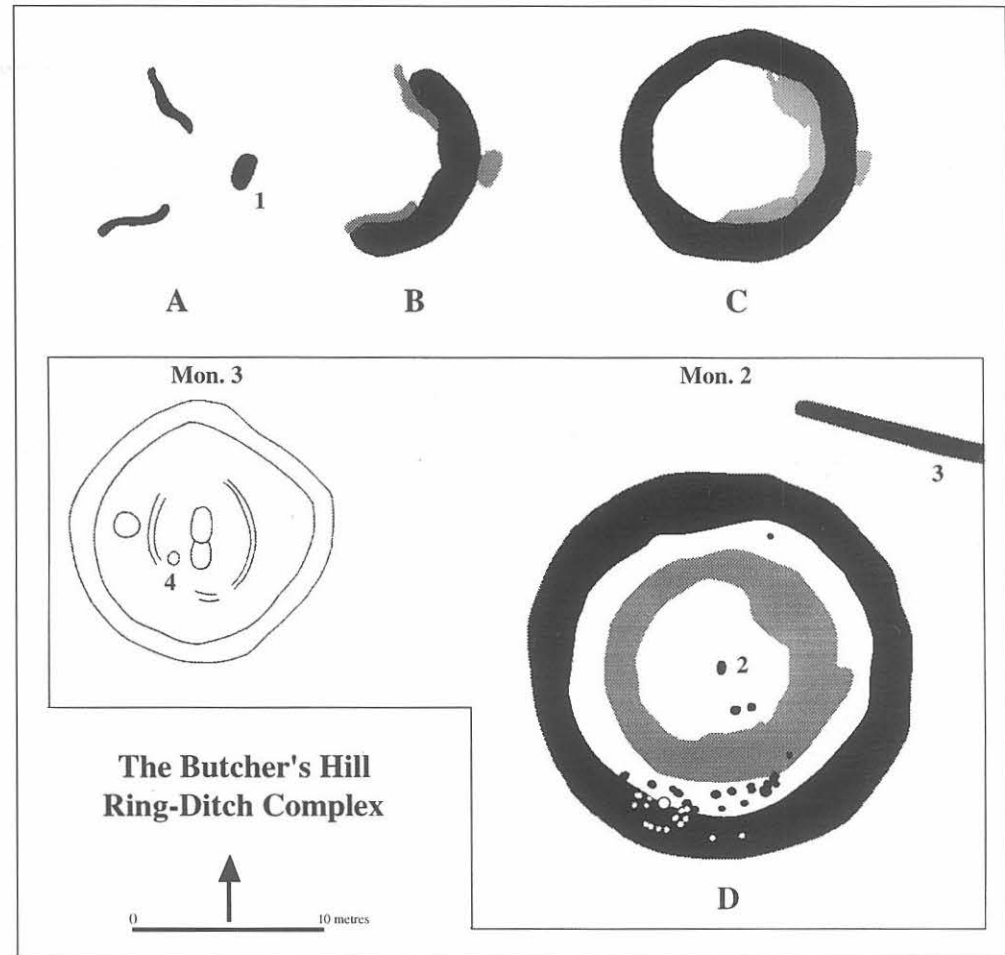 1
A
B
C
Mon. 3
Mon. 2
3
4
2
The Butcher's Hill
Ring-Ditch Complex
D
0 10 metres